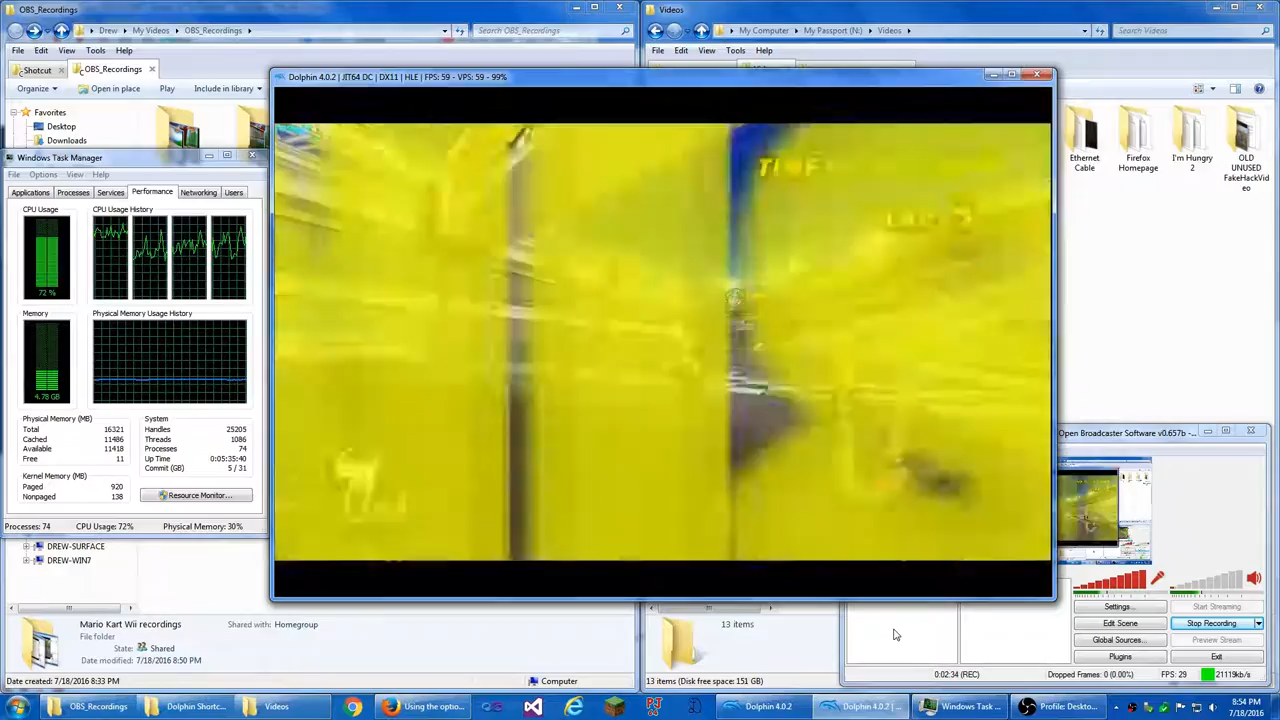 OBS_Recordings
Drew ▸ My Videos ▸ OBS_Recordings
Search OBS_Recordings
File Edit View Tools Help
Shotcut
OBS_Recordings
Organize
Open in place
Play
Include in library
Favorites
Desktop
Downloads
Videos
My Computer ▸ My Passport (N:) ▸ Videos
Search Videos
File Edit View Tools Help
Ethernet Cable
Firefox Homepage
I'm Hungry 2
OLD UNUSED FakeHackVideo
Windows Task Manager
File Options View Help
Applications Processes Services Performance Networking Users
CPU Usage
CPU Usage History
72 %
Memory
Physical Memory Usage History
4.78 GB
Physical Memory (MB)
Total 16321
Cached 11486
Available 11418
Free 11
Kernel Memory (MB)
Paged 920
Nonpaged 138
System
Handles 25205
Threads 1086
Processes 74
Up Time 0:05:35:40
Commit (GB) 5 / 31
Resource Monitor...
Processes: 74 CPU Usage: 72% Physical Memory: 30%
DREW-SURFACE
DREW-WIN7
Mario Kart Wii recordings
File folder
Shared with: Homegroup
State: Shared
Date modified: 7/18/2016 8:50 PM
Date modified: 7/18/2016 8:33 PM
Computer
Dolphin 4.0.2 | JIT64 DC | DX11 | HLE | FPS: 59 - VPS: 59 - 99%
13 items
13 items (Disk free space: 151 GB)
Open Broadcaster Software v0.657b - ...
Settings...
Start Streaming
Edit Scene
Stop Recording
Global Sources...
Preview Stream
Plugins
Exit
0:02:34 (REC)
Dropped Frames: 0 (0.00%)
FPS: 29
21119kb/s
OBS_Recordings
Dolphin Shortc...
Videos
Using the optio...
Dolphin 4.0.2
Dolphin 4.0.2 | ...
Windows Task ...
Profile: Deskto...
8:54 PM
7/18/2016